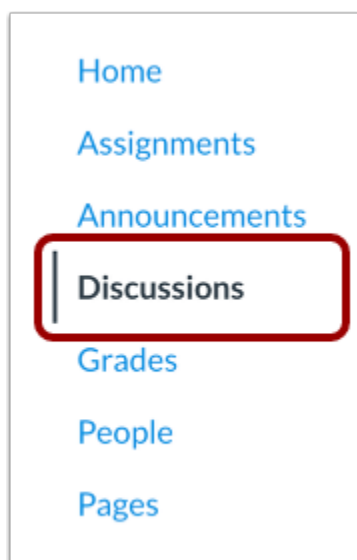 Home
Assignments
Announcements
Discussions
Grades
People
Pages